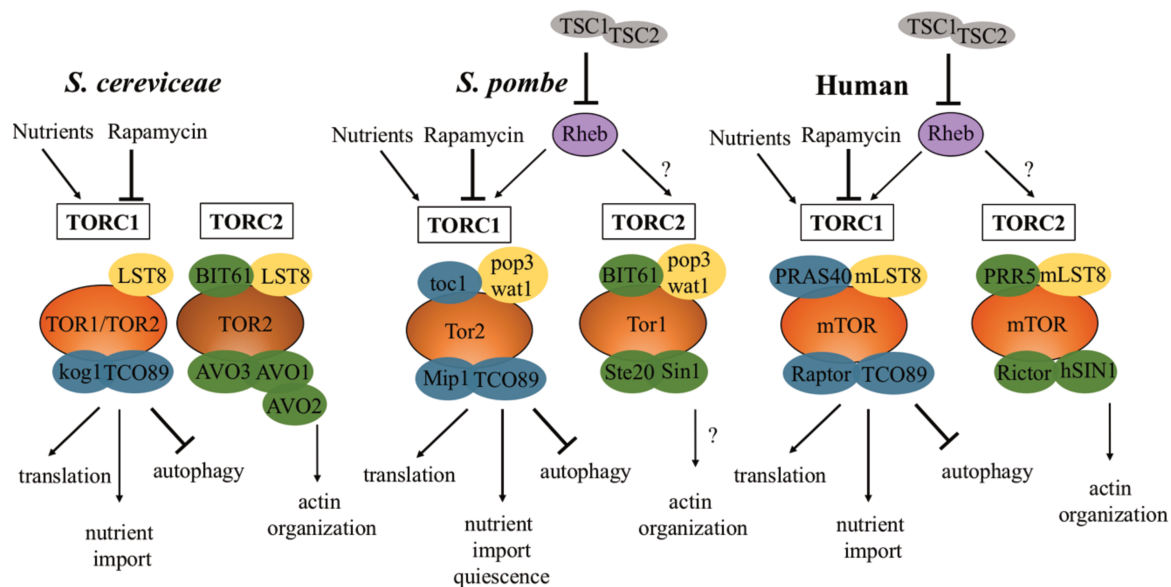 S. cereviceae
Nutrients
Rapamycin
TORC1
TORC2
LST8
BIT61
LST8
TOR1/TOR2
TOR2
kog1
TCO89
AVO3
AVO1
AVO2
translation
autophagy
nutrient
import
actin
organization
TSC1
TSC2
S. pombe
Nutrients
Rapamycin
Rheb
?
TORC1
TORC2
toc1
pop3
wat1
BIT61
pop3
wat1
Tor2
Tor1
Mip1
TCO89
Ste20
Sin1
?
translation
autophagy
nutrient
import
quiescence
actin
organization
TSC1
TSC2
Human
Nutrients
Rapamycin
Rheb
?
TORC1
TORC2
PRAS40
mLST8
PRR5
mLST8
mTOR
mTOR
Raptor
TCO89
Rictor
hSIN1
translation
autophagy
nutrient
import
actin
organization